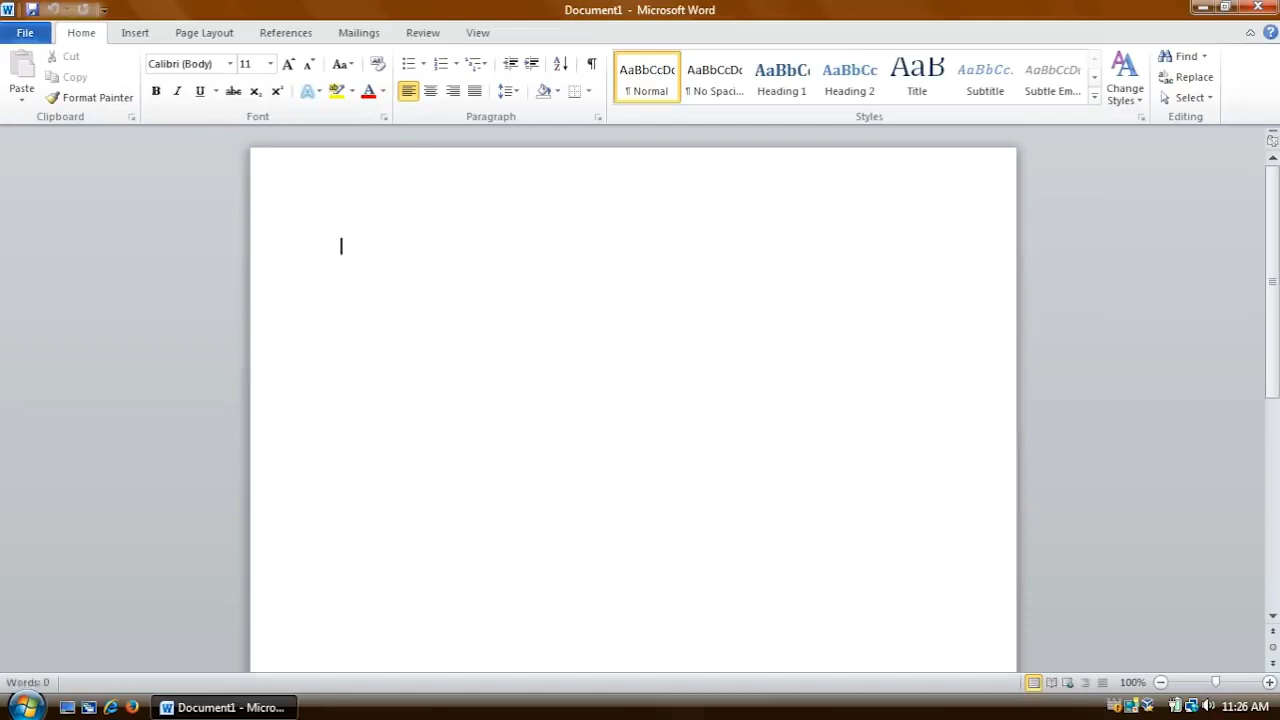 Document1 - Microsoft Word
File Home Insert Page Layout References Mailings Review View
Paste
Cut
Copy
Format Painter
Clipboard
Calibri (Body) 11
Font
Paragraph
AaBbCcDc AaBbCcDc AaBbCc AaBbCc AaB AaBbCc. AaBbCcDc
¶ Normal ¶ No Spaci... Heading 1 Heading 2 Title Subtitle Subtle Em...
Change
Styles
Styles
Find
Replace
Select
Editing
Words: 0
100%
Document1 - Micro...
11:26 AM